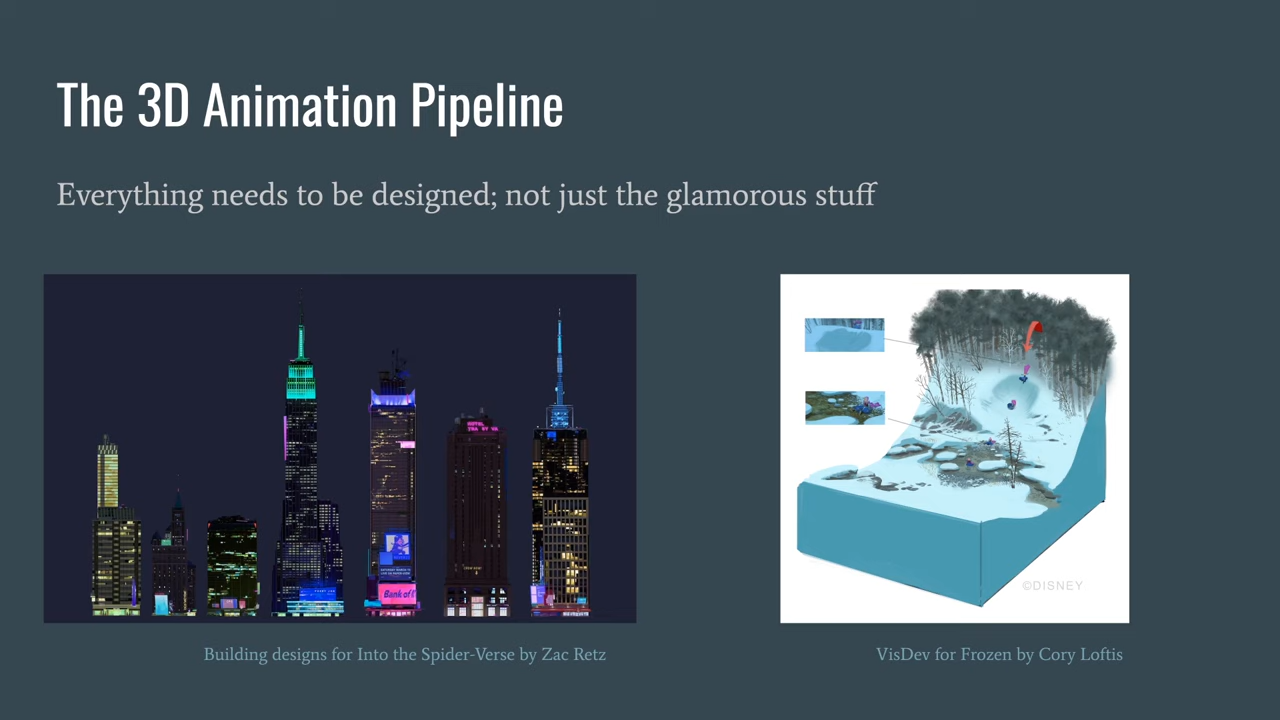 The 3D Animation Pipeline
Everything needs to be designed; not just the glamorous stuff
Bank of
©DISNEY
Building designs for Into the Spider-Verse by Zac Retz
VisDev for Frozen by Cory Loftis